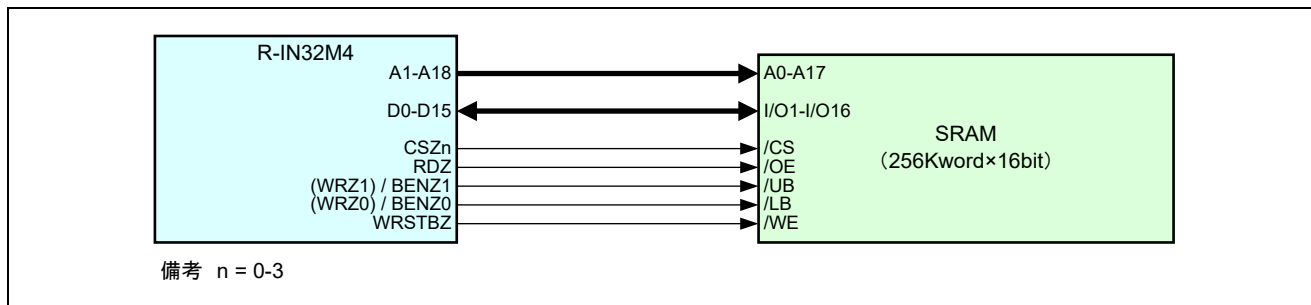 R-IN32M4
A1-A18
A0-A17
D0-D15
I/O1-I/O16
SRAM
（256Kword×16bit）
CSZn
/CS
RDZ
/OE
(WRZ1) / BENZ1
/UB
(WRZ0) / BENZ0
/LB
WRSTBZ
/WE
備考 n = 0-3